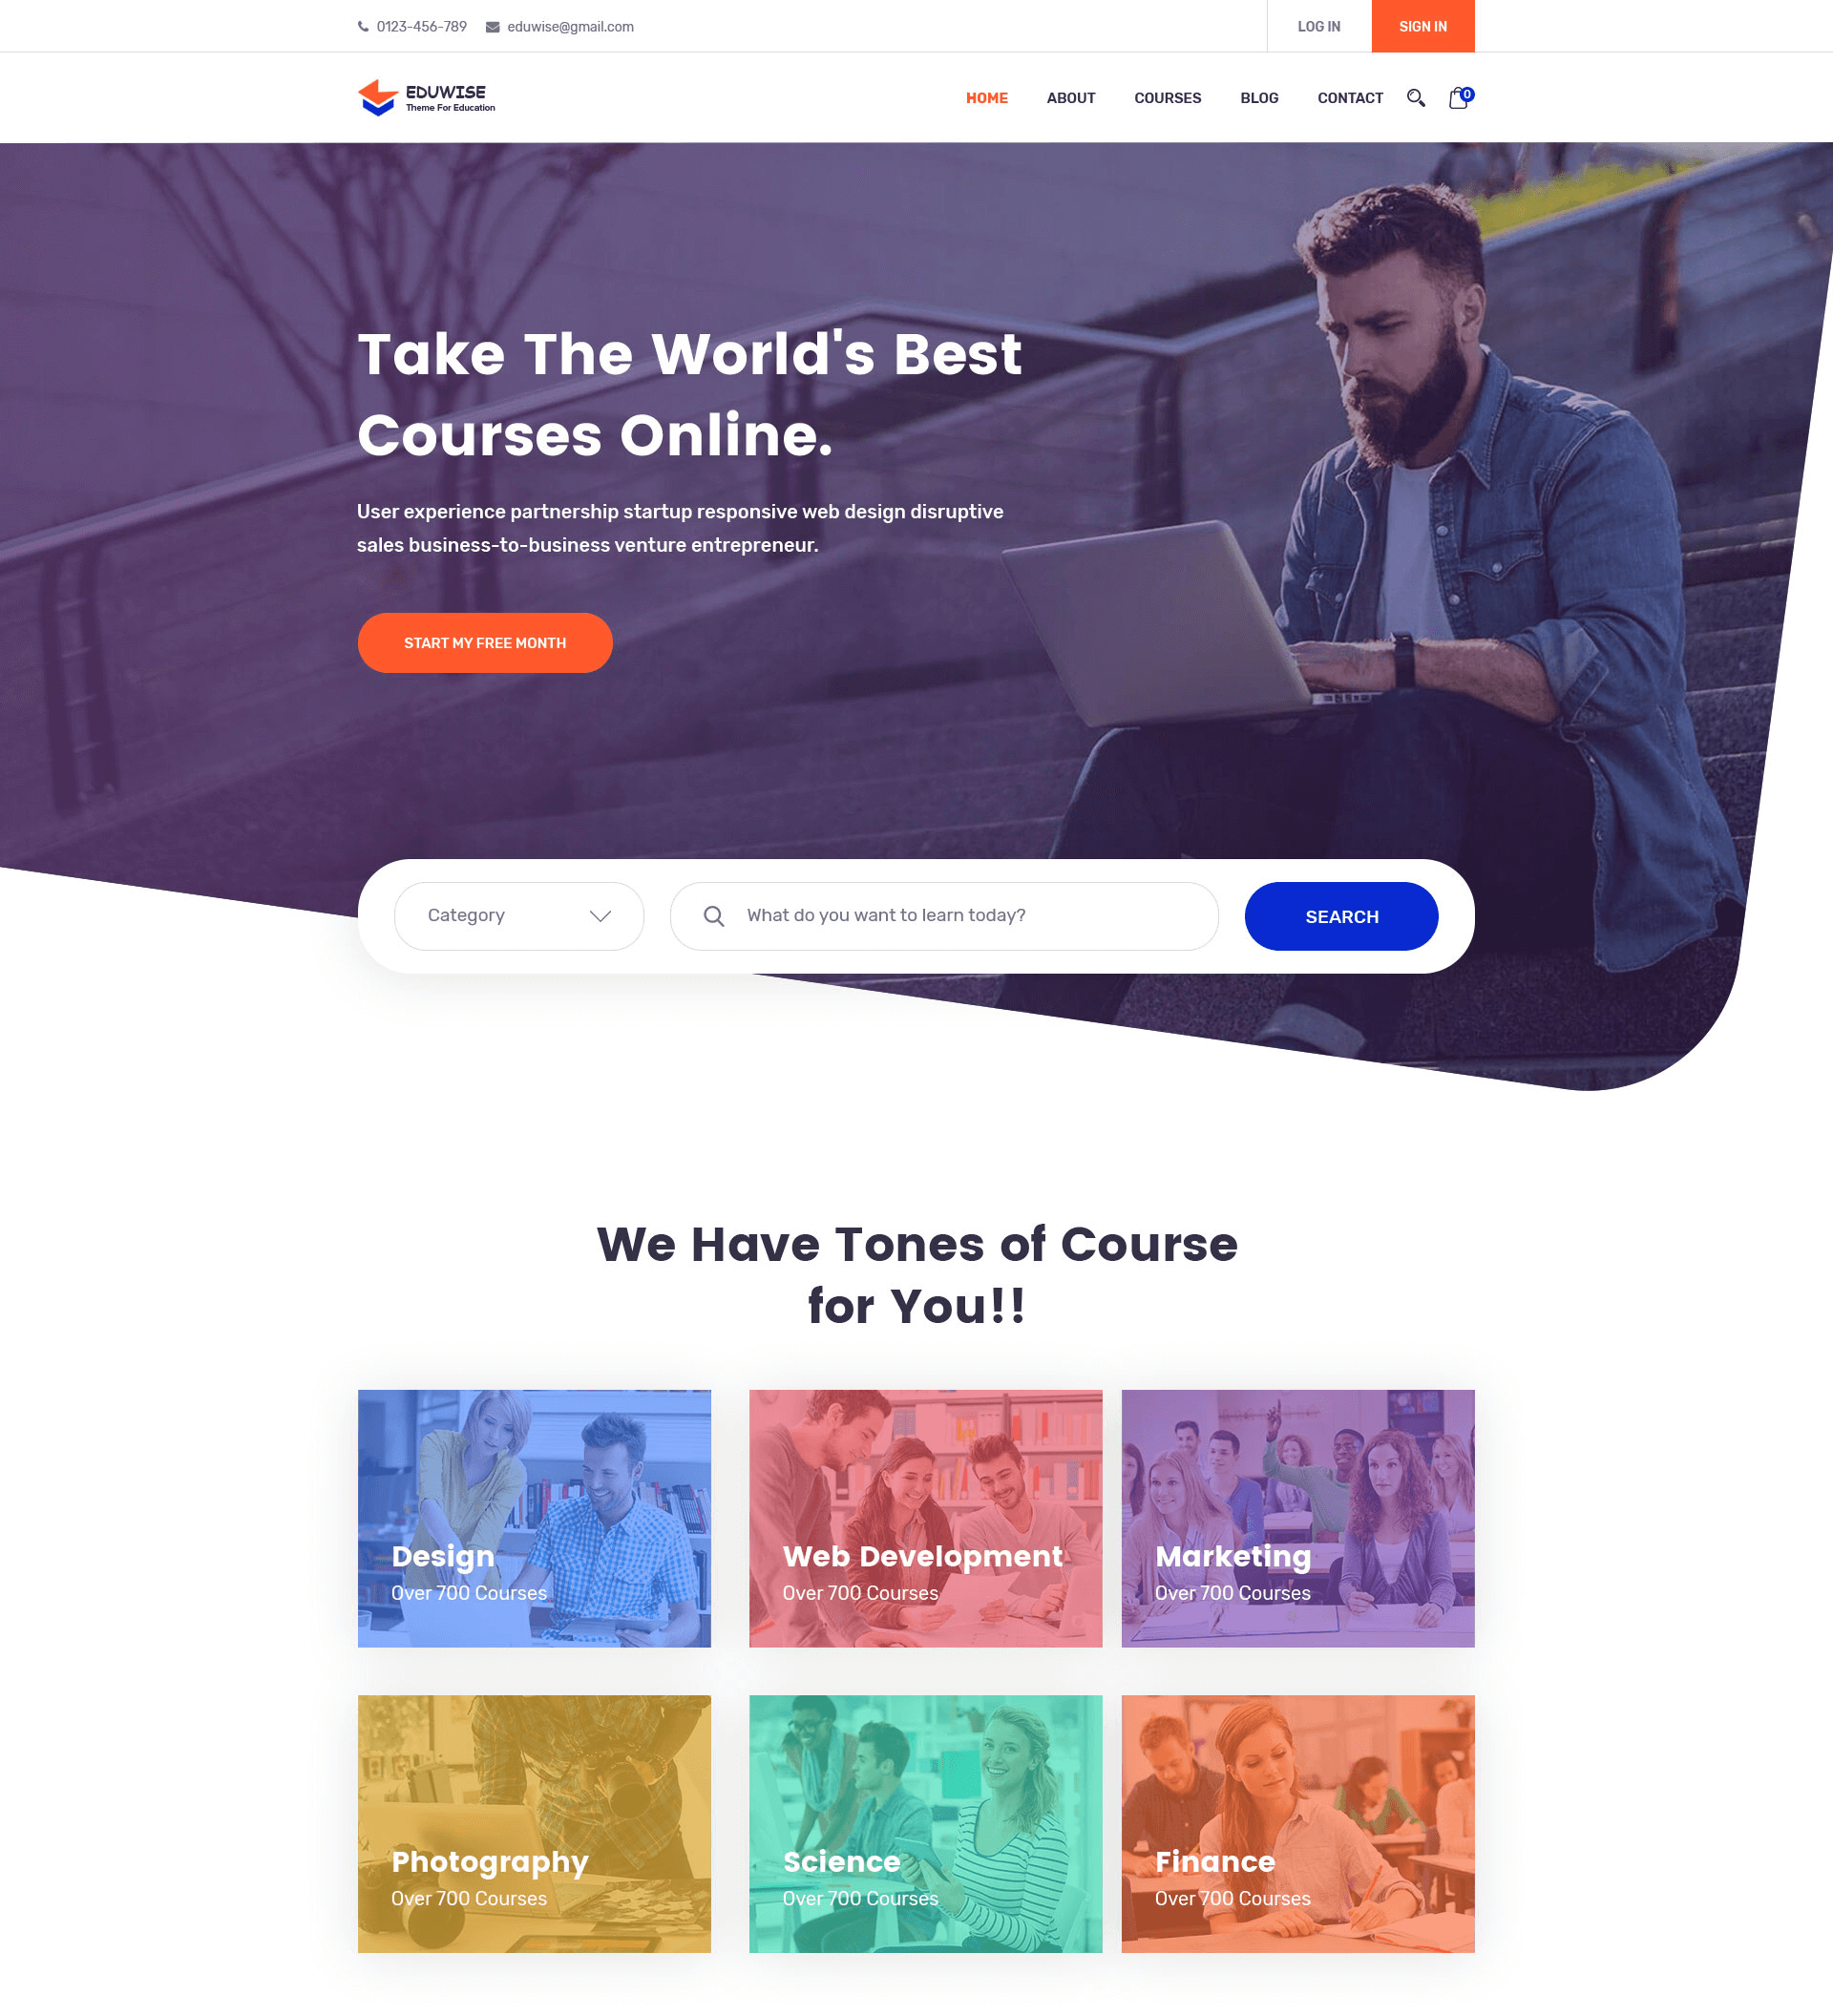 0123-456-789 eduwise@gmail.com LOG IN SIGN IN
EDUWISE
Theme For Education
HOME ABOUT COURSES BLOG CONTACT 0
Take The World's Best
Courses Online.
User experience partnership startup responsive web design disruptive
sales business-to-business venture entrepreneur.
START MY FREE MONTH
Category What do you want to learn today? SEARCH
We Have Tones of Course
for You!!
Design
Over 700 Courses
Web Development
Over 700 Courses
Marketing
Over 700 Courses
Photography
Over 700 Courses
Science
Over 700 Courses
Finance
Over 700 Courses